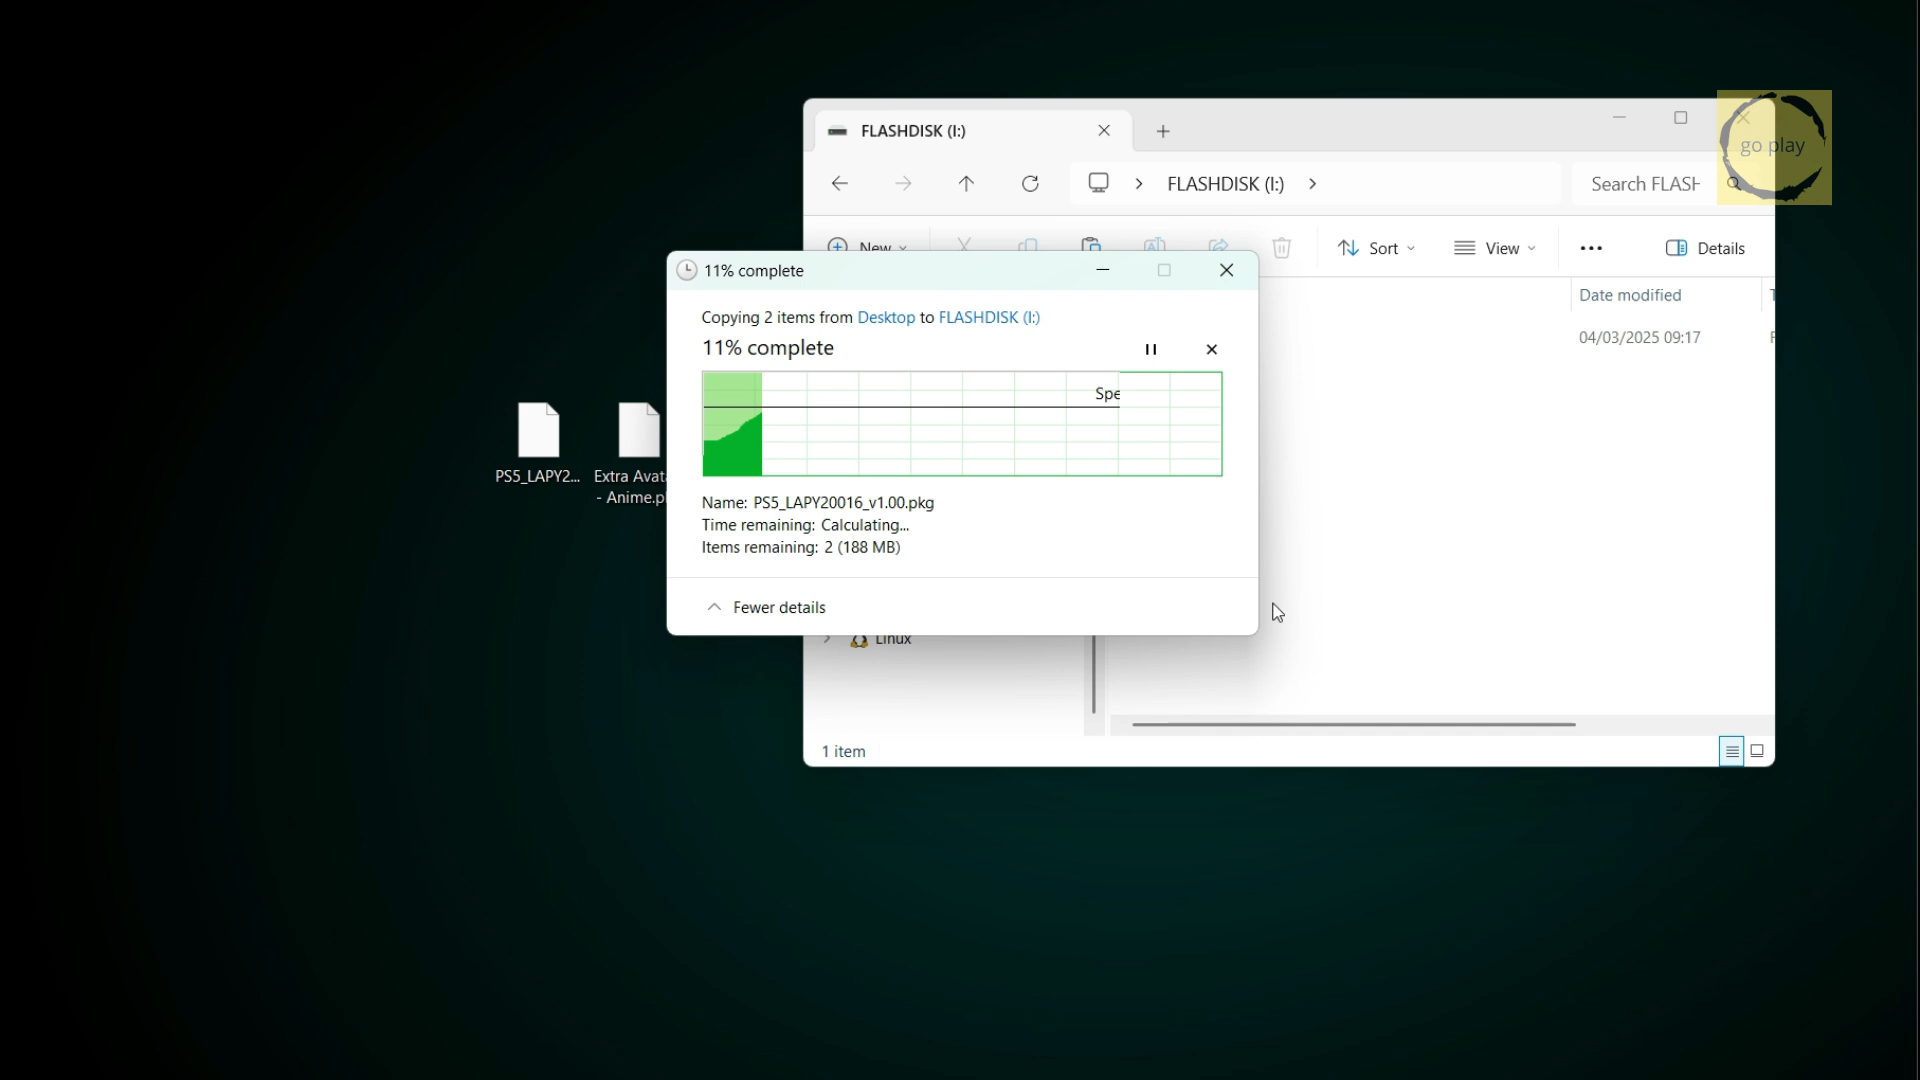 FLASHDISK (I:)
go play
FLASHDISK (I:)
Search FLASH
New
Sort
View
Details
11% complete
Date modified
Copying 2 items from Desktop to FLASHDISK (I:)
04/03/2025 09:17
11% complete
Spe
PS5_LAPY2...
Extra Avata
- Anime.p
Name: PS5_LAPY20016_v1.00.pkg
Time remaining: Calculating...
Items remaining: 2 (188 MB)
Fewer details
Linux
1 item